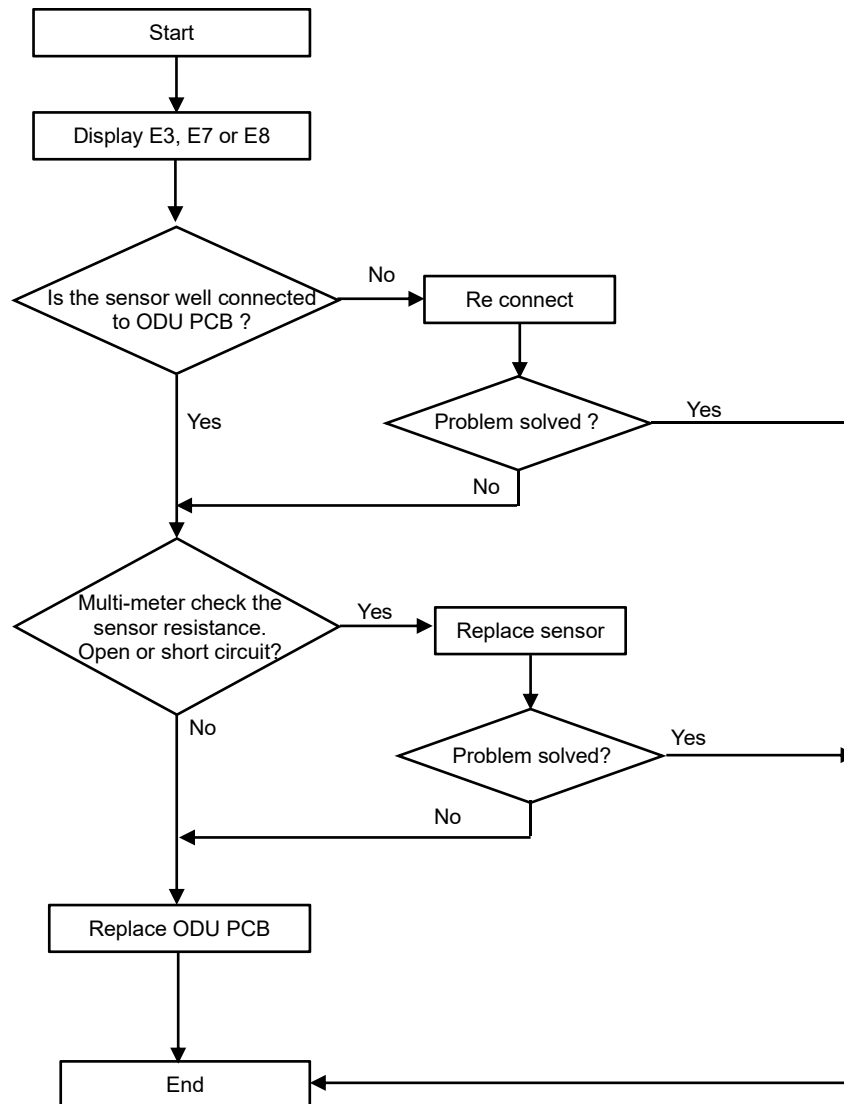 Start
Display E3, E7 or E8
Is the sensor well connected
to ODU PCB ?
No
Re connect
Yes
Problem solved ?
Yes
No
Multi-meter check the
sensor resistance.
Open or short circuit?
Yes
Replace sensor
No
Problem solved?
Yes
No
Replace ODU PCB
End